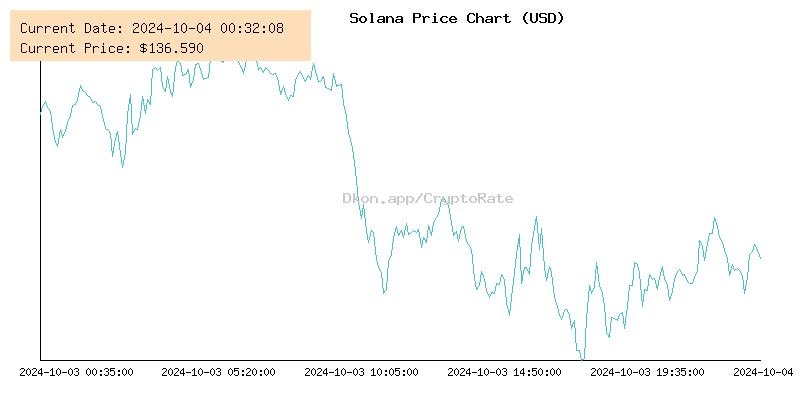 Solana Price Chart (USD)
Current Date: 2024-10-04 00:32:08
Current Price: $136.590
Dkon.app/CryptoRate
2024-10-03 00:35:00 2024-10-03 05:20:00 2024-10-03 10:05:00 2024-10-03 14:50:00 2024-10-03 19:35:00 2024-10-04